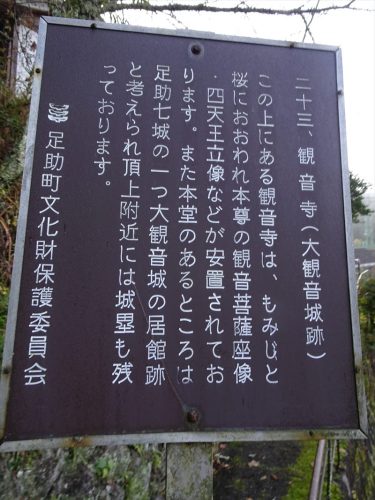 二十三、観音寺(大観音城跡)
この上にある観音寺は、もみじと
桜におおわれ本尊の観音菩薩座像
・四天王立像などが安置されてお
ります。また本堂のあるところは
足助七城の一つ大観音城の居館跡
と考えられ頂上附近には城塁も残
っております。
足助町文化財保護委員会